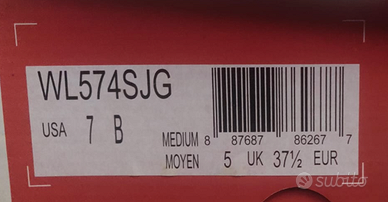 WL574SJG
USA 7 B MEDIUM 8 87687 86267 7
MOYEN 5 UK 37½ EUR
subito